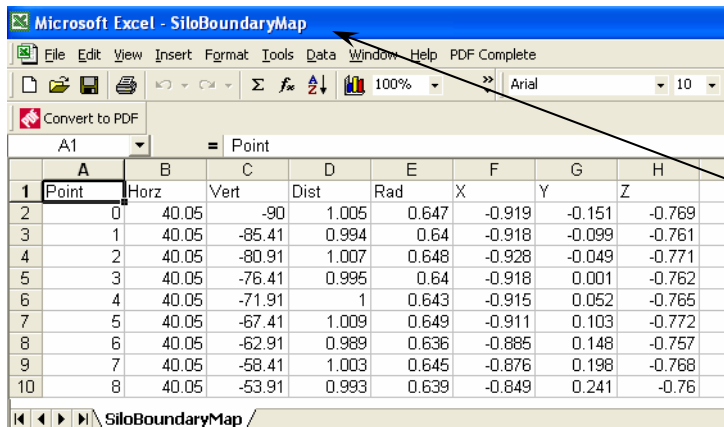 Microsoft Excel - SiloBoundaryMap
File Edit View Insert Format Tools Data Window Help PDF Complete
Σ fx 100% » Arial 10
Convert to PDF
A1 = Point
A B C D E F G H
1 Point Horz Vert Dist Rad X Y Z
2 0 40.05 -90 1.005 0.647 -0.919 -0.151 -0.769
3 1 40.05 -85.41 0.994 0.64 -0.918 -0.099 -0.761
4 2 40.05 -80.91 1.007 0.648 -0.928 -0.049 -0.771
5 3 40.05 -76.41 0.995 0.64 -0.918 0.001 -0.762
6 4 40.05 -71.91 1 0.643 -0.915 0.052 -0.765
7 5 40.05 -67.41 1.009 0.649 -0.911 0.103 -0.772
8 6 40.05 -62.91 0.989 0.636 -0.885 0.148 -0.757
9 7 40.05 -58.41 1.003 0.645 -0.876 0.198 -0.768
10 8 40.05 -53.91 0.993 0.639 -0.849 0.241 -0.76
SiloBoundaryMap